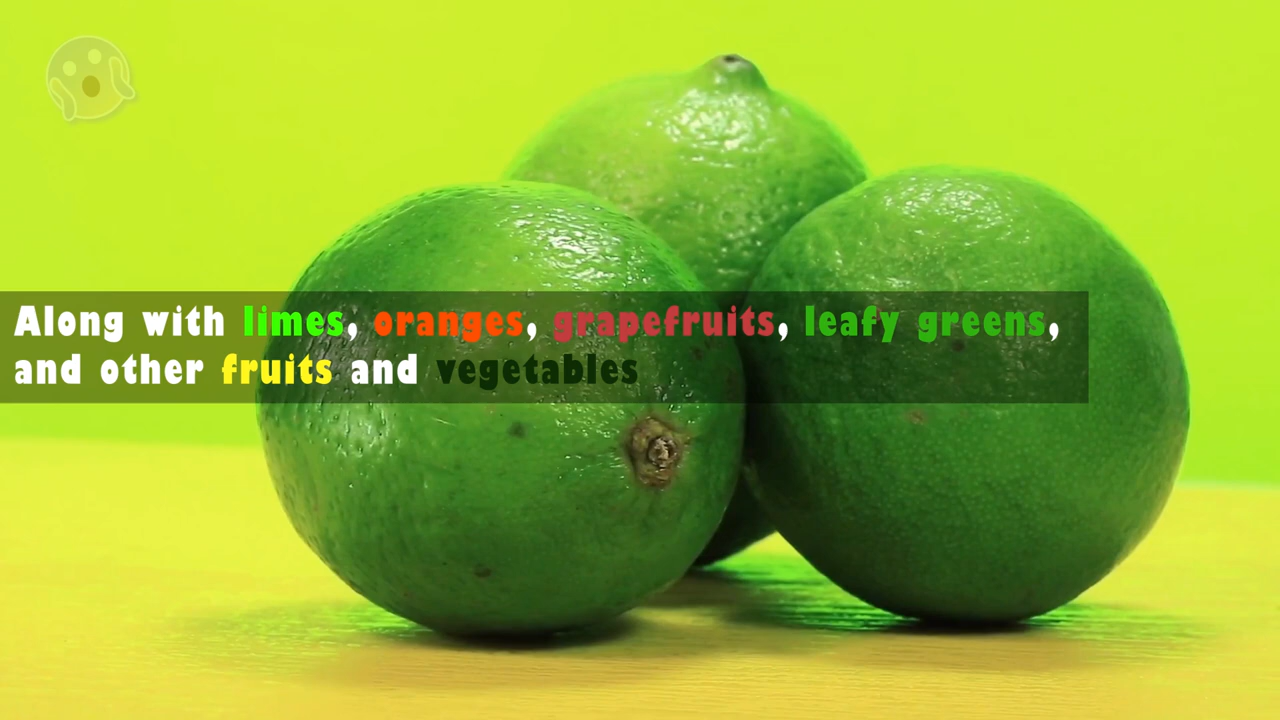 Along with limes, oranges, grapefruits, leafy greens,
and other fruits and vegetables